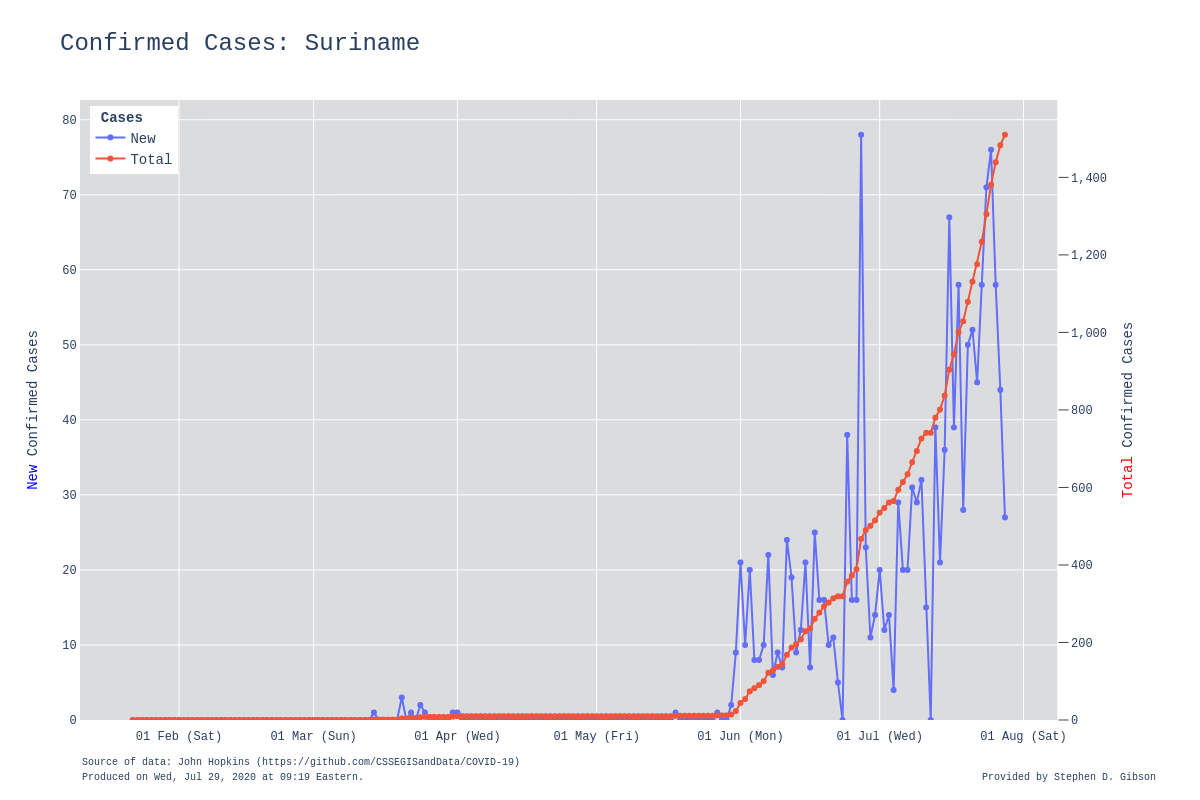 Confirmed Cases: Suriname
Cases
New
Total
80
70
60
50
40
30
20
10
0
New Confirmed Cases
1,400
1,200
1,000
800
600
400
200
0
Total Confirmed Cases
01 Feb (Sat)
01 Mar (Sun)
01 Apr (Wed)
01 May (Fri)
01 Jun (Mon)
01 Jul (Wed)
01 Aug (Sat)
Source of data: John Hopkins (https://github.com/CSSEGISandData/COVID-19)
Produced on Wed, Jul 29, 2020 at 09:19 Eastern.
Provided by Stephen D. Gibson